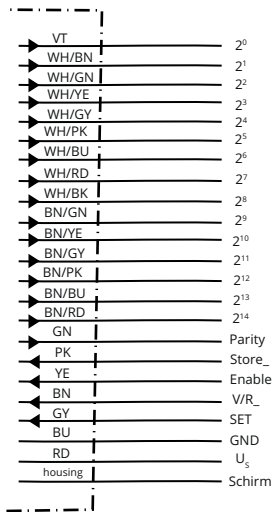 VT 2⁰
WH/BN 2¹
WH/GN 2²
WH/YE 2³
WH/GY 2⁴
WH/PK 2⁵
WH/BU 2⁶
WH/RD 2⁷
WH/BK 2⁸
BN/GN 2⁹
BN/YE 2¹⁰
BN/GY 2¹¹
BN/PK 2¹²
BN/BU 2¹³
BN/RD 2¹⁴
GN Parity
PK Store_
YE Enable
BN V/R_
GY SET
BU GND
RD Uₛ
housing Schirm